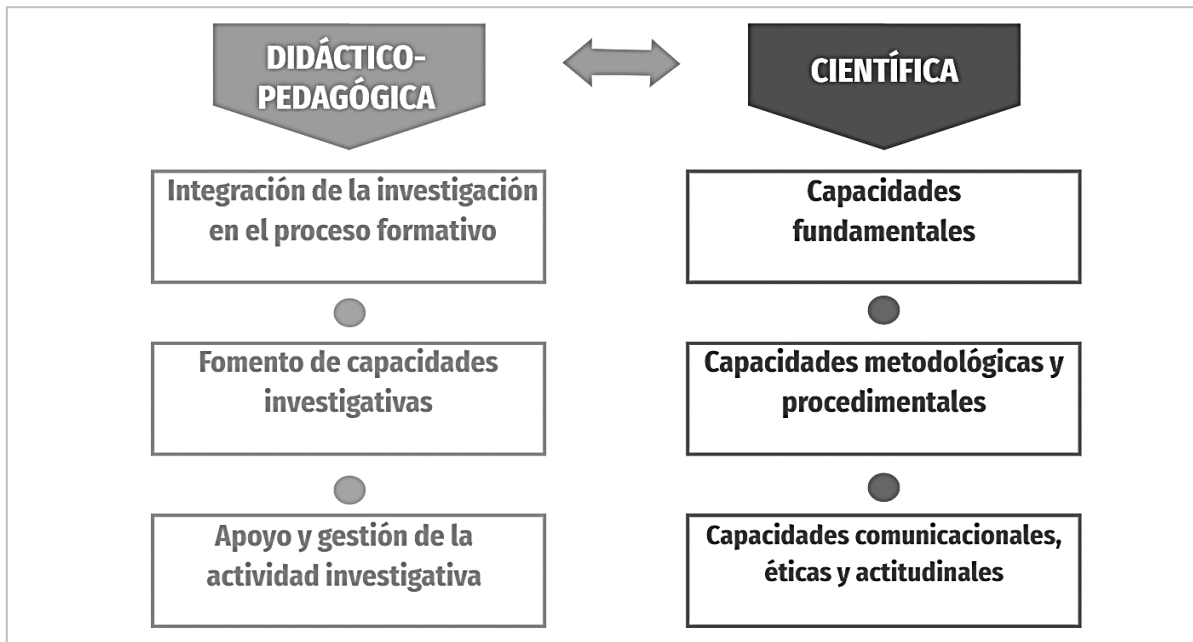 DIDÁCTICO-
PEDAGÓGICA
Integración de la investigación
en el proceso formativo
Fomento de capacidades
investigativas
Apoyo y gestión de la
actividad investigativa
CIENTÍFICA
Capacidades
fundamentales
Capacidades metodológicas y
procedimentales
Capacidades comunicacionales,
éticas y actitudinales